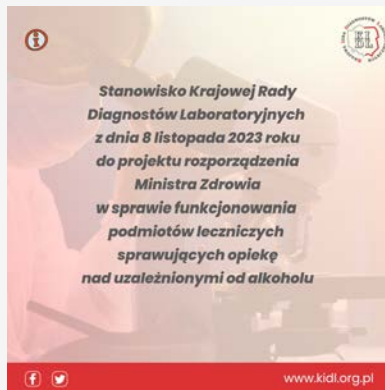 Stanowisko Krajowej Rady
Diagnostów Laboratoryjnych
z dnia 8 listopada 2023 roku
do projektu rozporządzenia
Ministra Zdrowia
w sprawie funkcjonowania
podmiotów leczniczych
sprawujących opiekę
nad uzależnionymi od alkoholu
www.kidl.org.pl